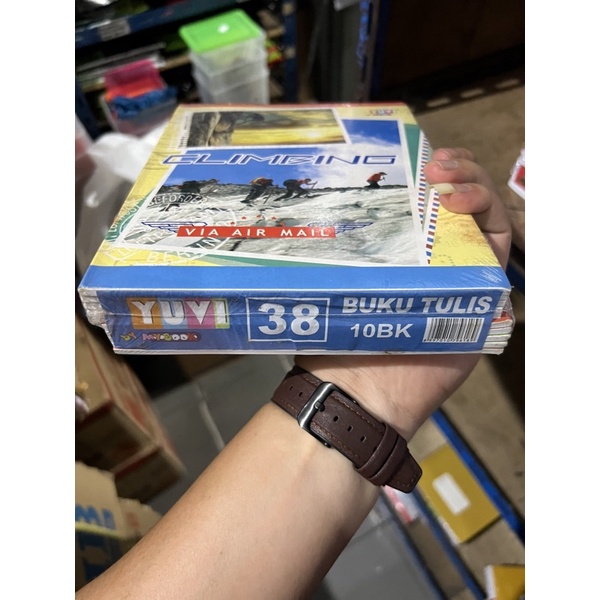 CLIMBING
VIA AIR MAIL
YUVI
38
BUKU TULIS
10BK